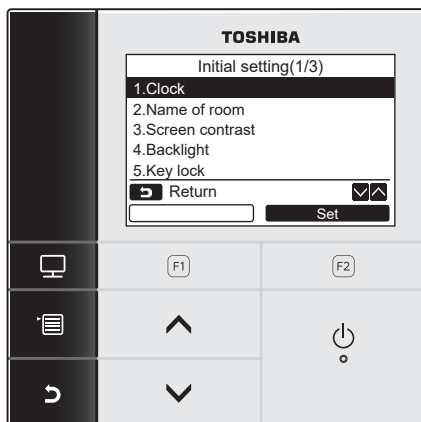 TOSHIBA
Initial setting(1/3)
1.Clock
2.Name of room
3.Screen contrast
4.Backlight
5.Key lock
Return
Set
F1
F2